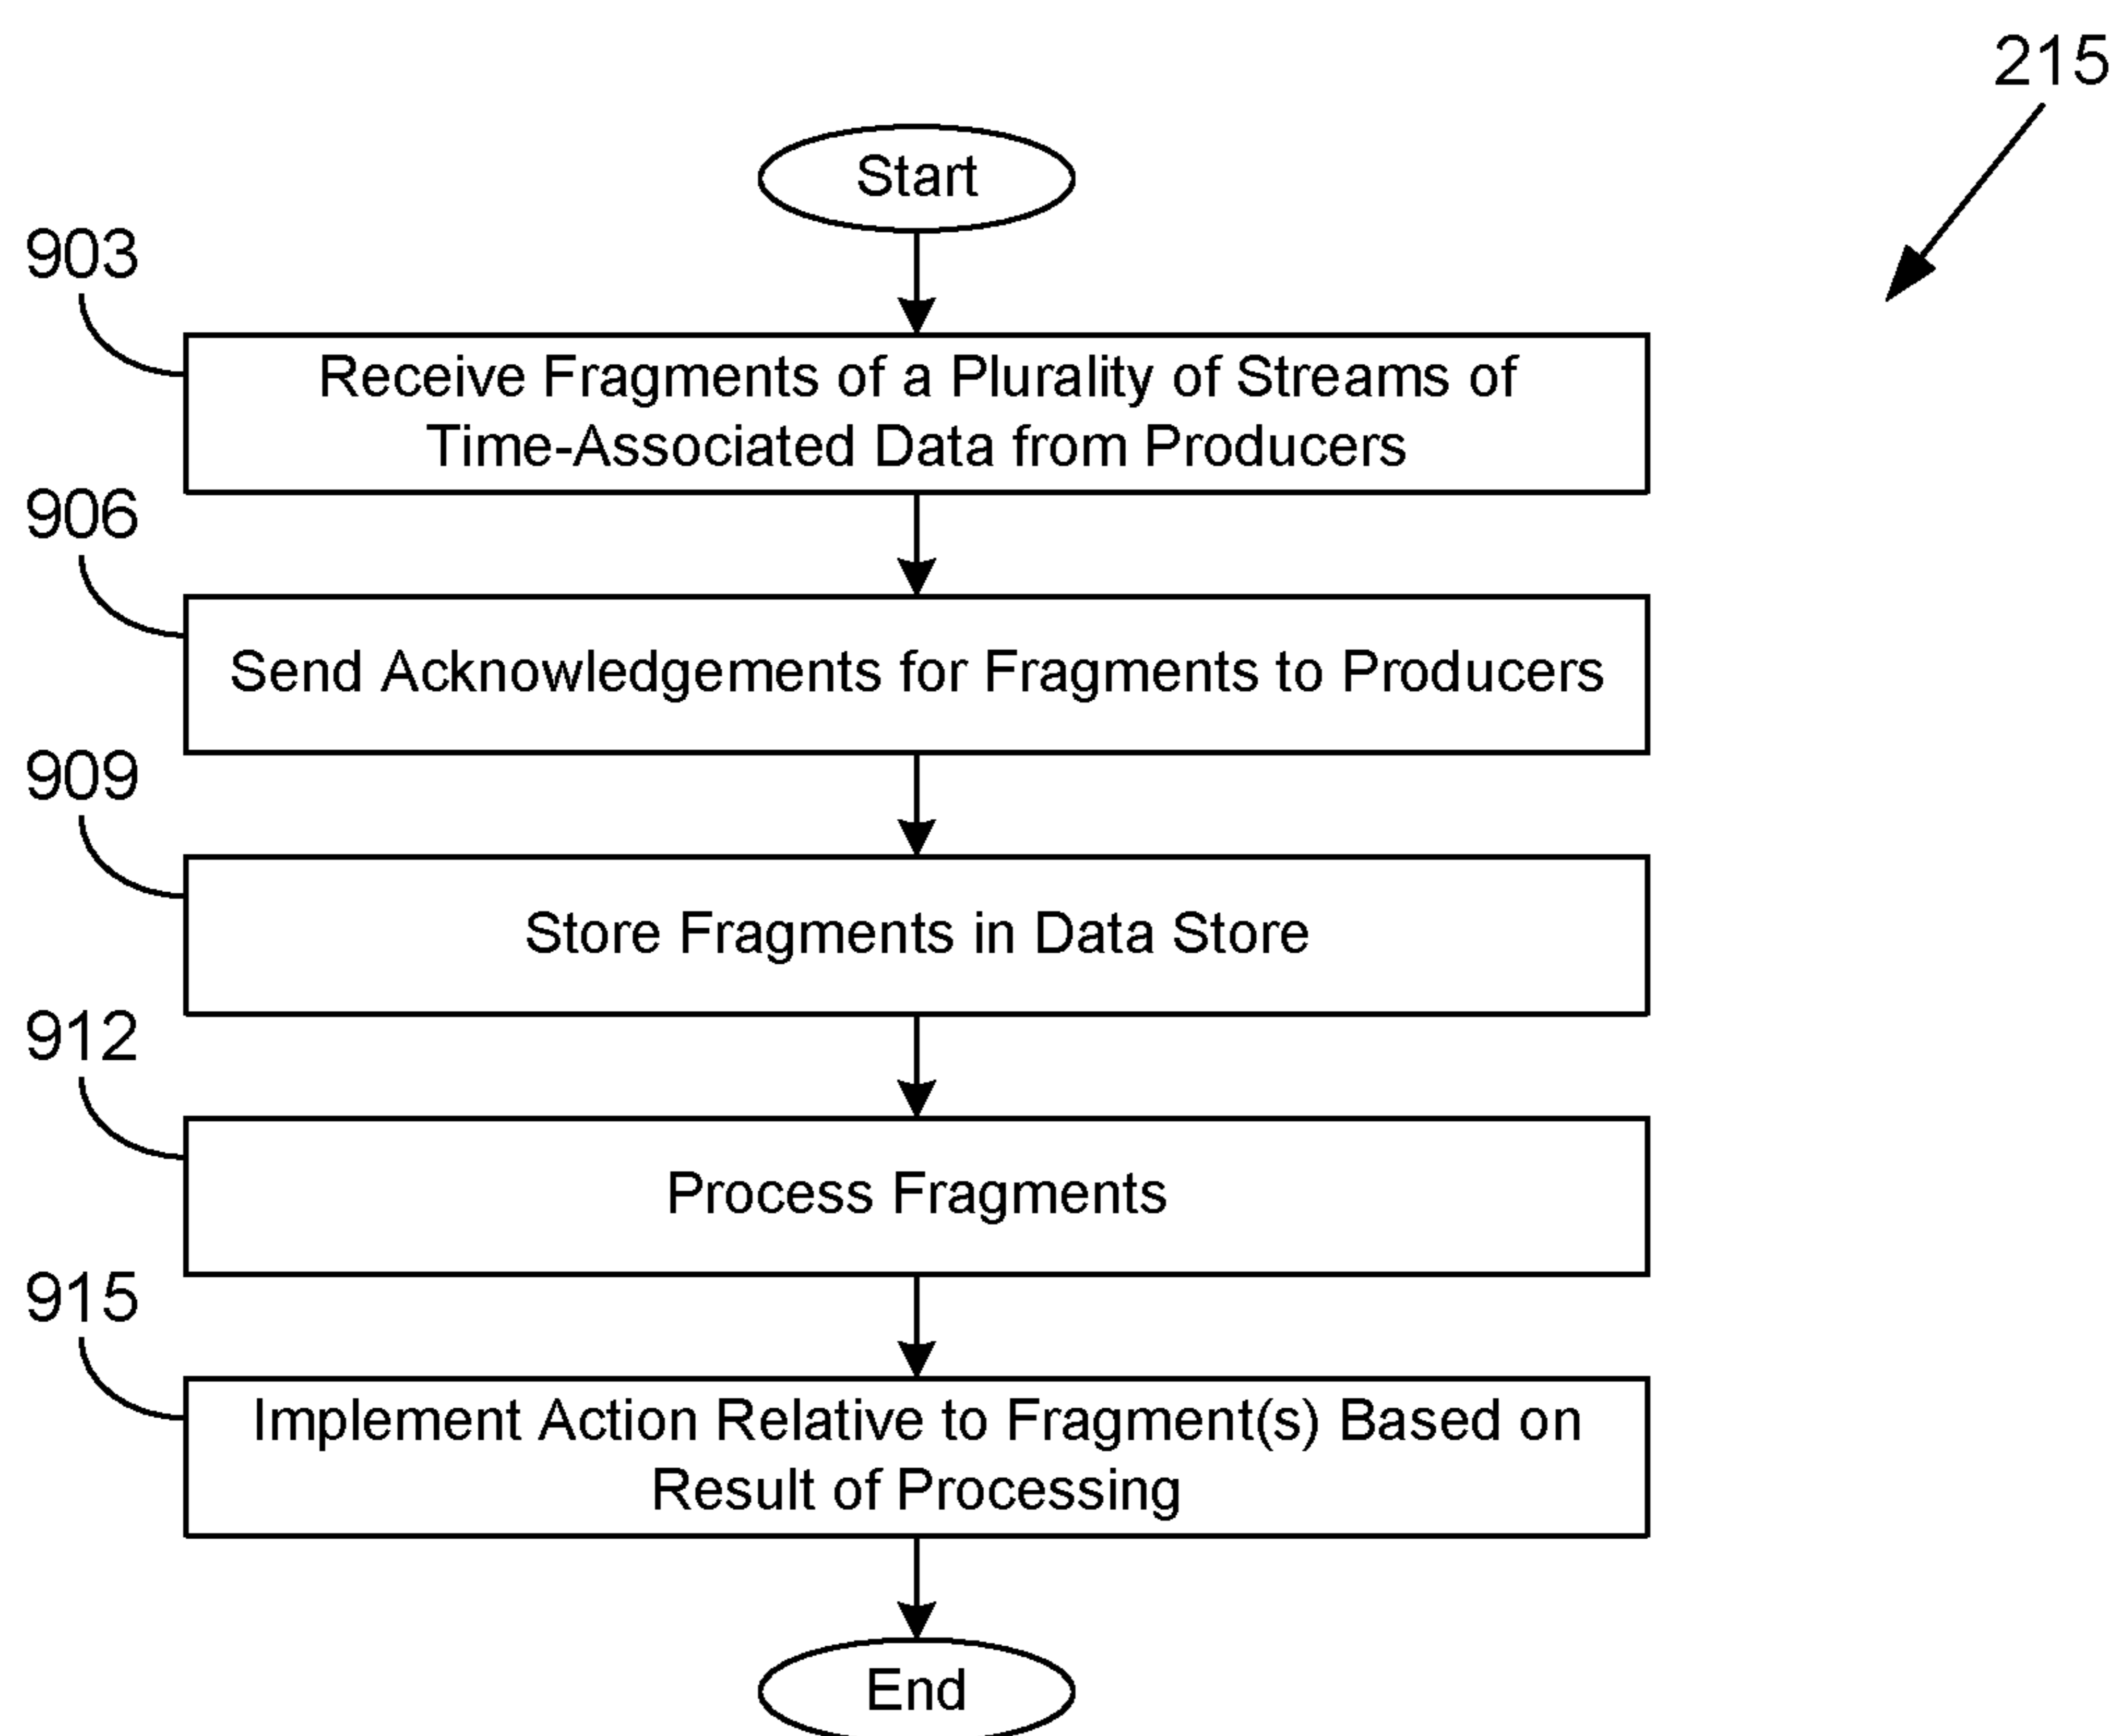 215
Start
903
Receive Fragments of a Plurality of Streams of
Time-Associated Data from Producers
906
Send Acknowledgements for Fragments to Producers
909
Store Fragments in Data Store
912
Process Fragments
915
Implement Action Relative to Fragment(s) Based on
Result of Processing
End